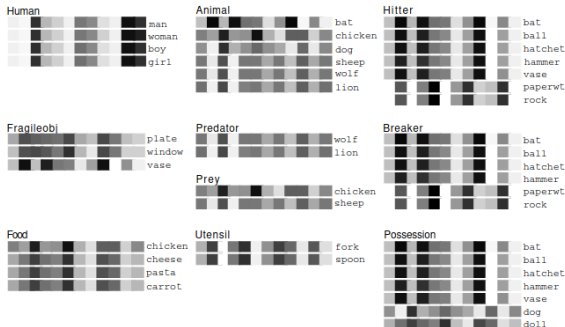 Human
man
woman
boy
girl
Animal
bat
chicken
dog
sheep
wolf
lion
Hitter
bat
ball
hatchet
hammer
vase
paperwt
rock
Fragileobj
plate
window
vase
Predator
wolf
lion
Prey
chicken
sheep
Breaker
bat
ball
hatchet
hammer
paperwt
rock
Food
chicken
cheese
pasta
carrot
Utensil
fork
spoon
Possession
bat
ball
hatchet
hammer
vase
dog
doll